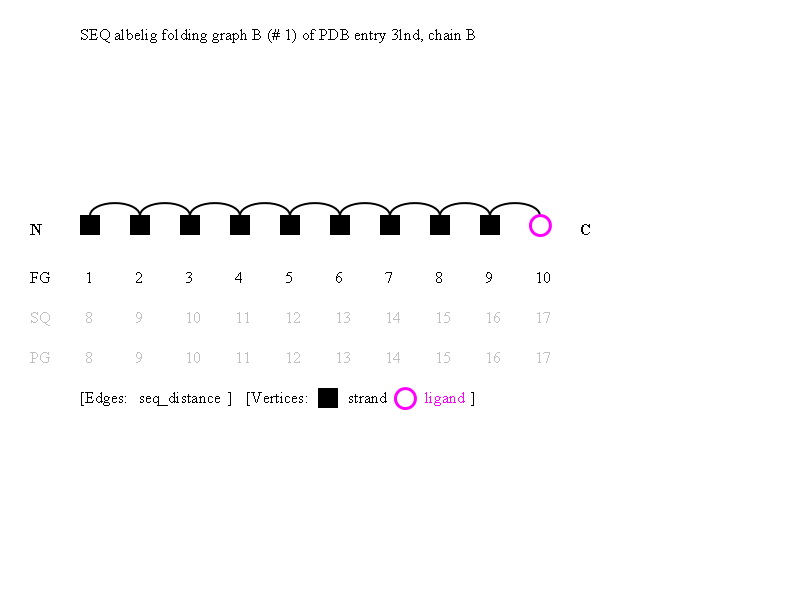 SEQ albelig folding graph B (# 1) of PDB entry 3lnd, chain B
N C
FG 1 2 3 4 5 6 7 8 9 10
SQ 8 9 10 11 12 13 14 15 16 17
PG 8 9 10 11 12 13 14 15 16 17
[Edges: seq_distance ] [Vertices: strand ligand ]